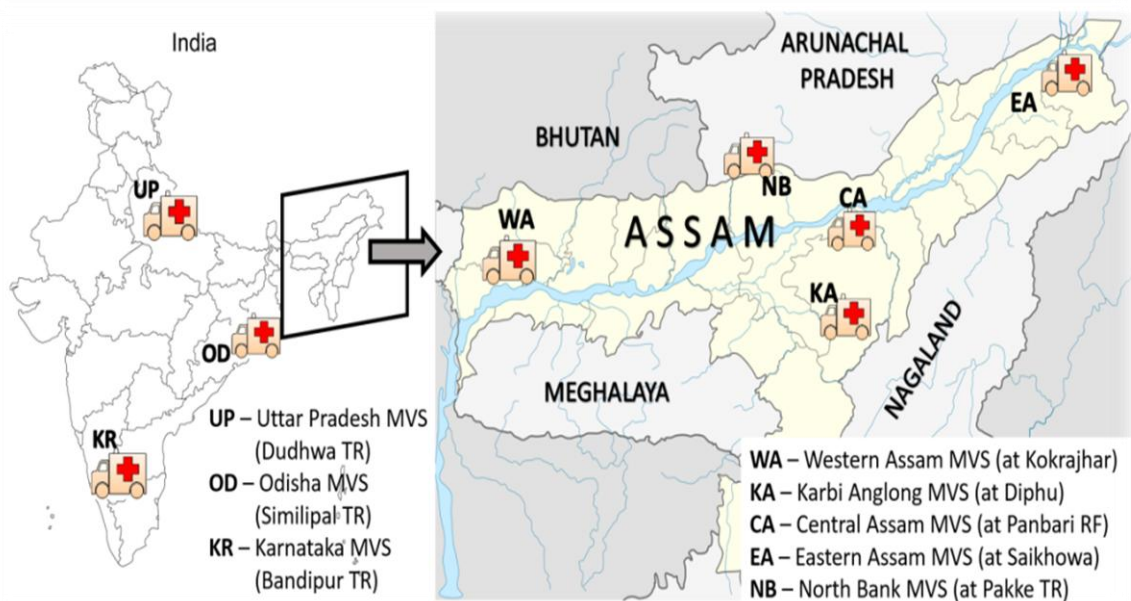 India
UP
OD
KR
UP – Uttar Pradesh MVS
(Dudhwa TR)
OD – Odisha MVS
(Similipal TR)
KR – Karnataka MVS
(Bandipur TR)
ARUNACHAL
PRADESH
EA
BHUTAN
NB
CA
WA
ASSAM
KA
NAGALAND
MEGHALAYA
WA – Western Assam MVS (at Kokrajhar)
KA – Karbi Anglong MVS (at Diphu)
CA – Central Assam MVS (at Panbari RF)
EA – Eastern Assam MVS (at Saikhowa)
NB – North Bank MVS (at Pakke TR)